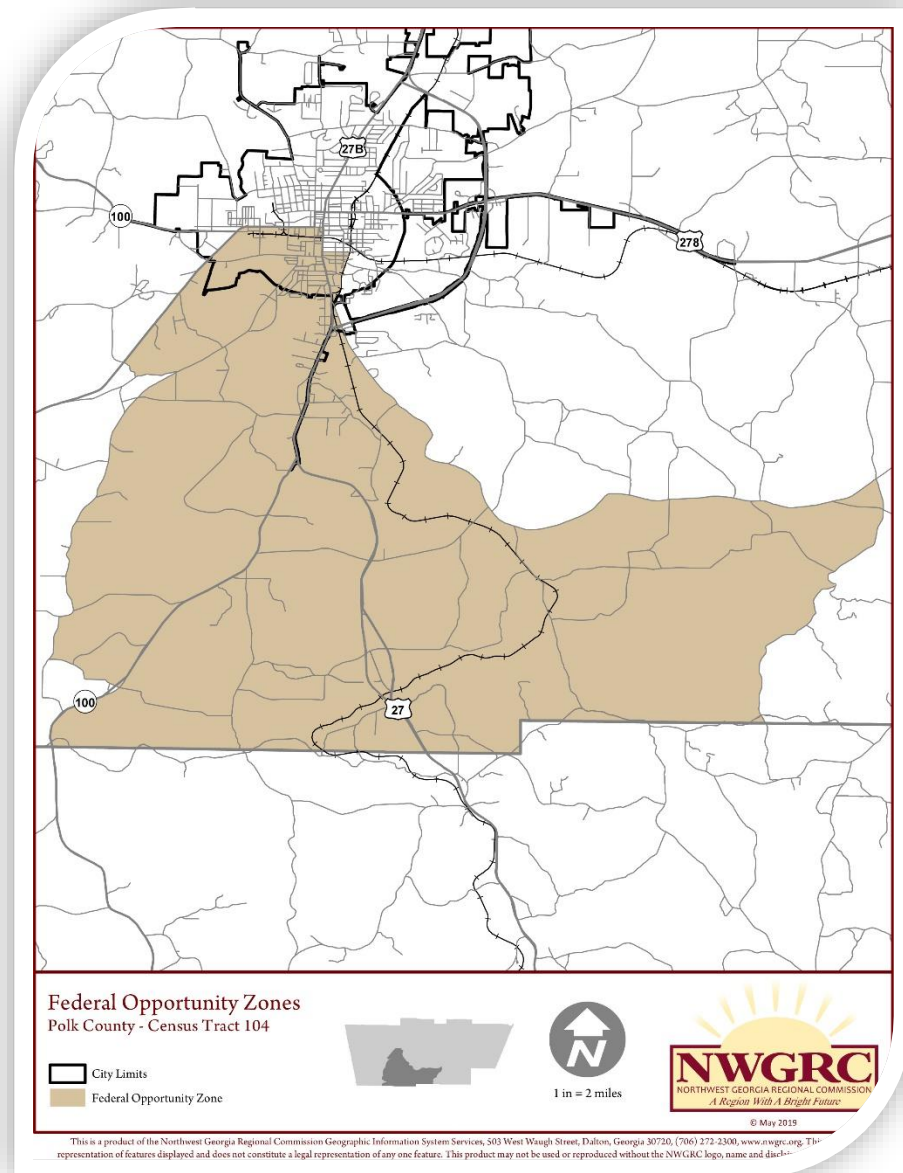 27B
100
278
100
27
Federal Opportunity Zones
Polk County - Census Tract 104
City Limits
Federal Opportunity Zone
N
1 in = 2 miles
NWGRC
NORTHWEST GEORGIA REGIONAL COMMISSION
A Region With A Bright Future
© May 2019
This is a product of the Northwest Georgia Regional Commission Geographic Information System Services, 503 West Waugh Street, Dalton, Georgia 30720, (706) 272-2300, www.nwgrc.org.
representation of features displayed and does not constitute a legal representation of any one feature. This product may not be used or reproduced without the NWGRC logo, name and